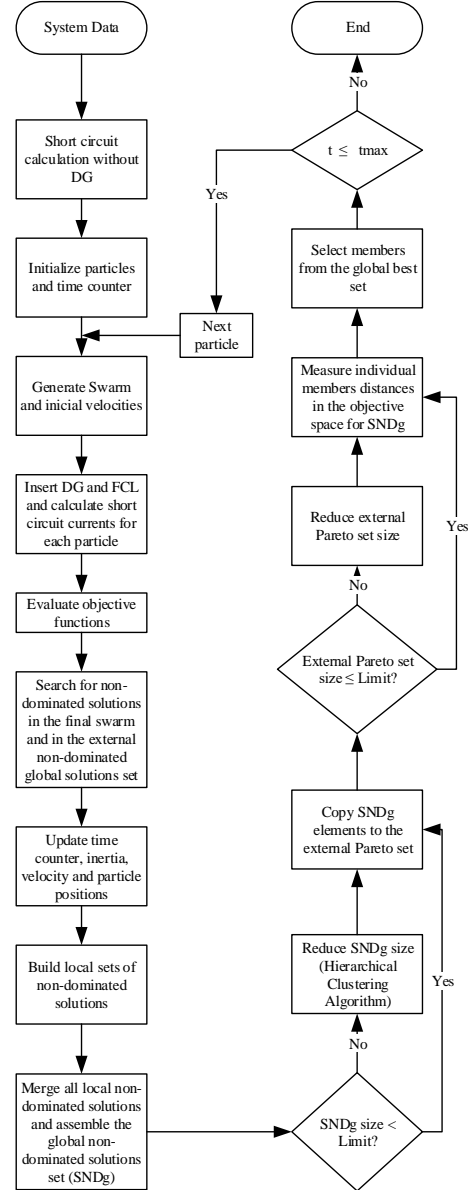 System Data
Short circuit
calculation without
DG
Initialize particles
and time counter
Generate Swarm
and inicial velocities
Insert DG and FCL
and calculate short
circuit currents for
each particle
Evaluate objective
functions
Search for non-
dominated solutions
in the final swarm
and in the external
non-dominated
global solutions set
Update time
counter, inertia,
velocity and particle
positions
Build local sets of
non-dominated
solutions
Merge all local non-
dominated solutions
and assemble the
global non-
dominated solutions
set (SNDg)
SNDg size <
Limit?
No
Yes
Reduce SNDg size
(Hierarchical
Clustering
Algorithm)
Copy SNDg
elements to the
external Pareto set
External Pareto set
size ≤ Limit?
No
Yes
Reduce external
Pareto set size
Measure individual
members distances
in the objective
space for SNDg
Select members
from the global best
set
t ≤ tmax
Yes
Next
particle
No
End